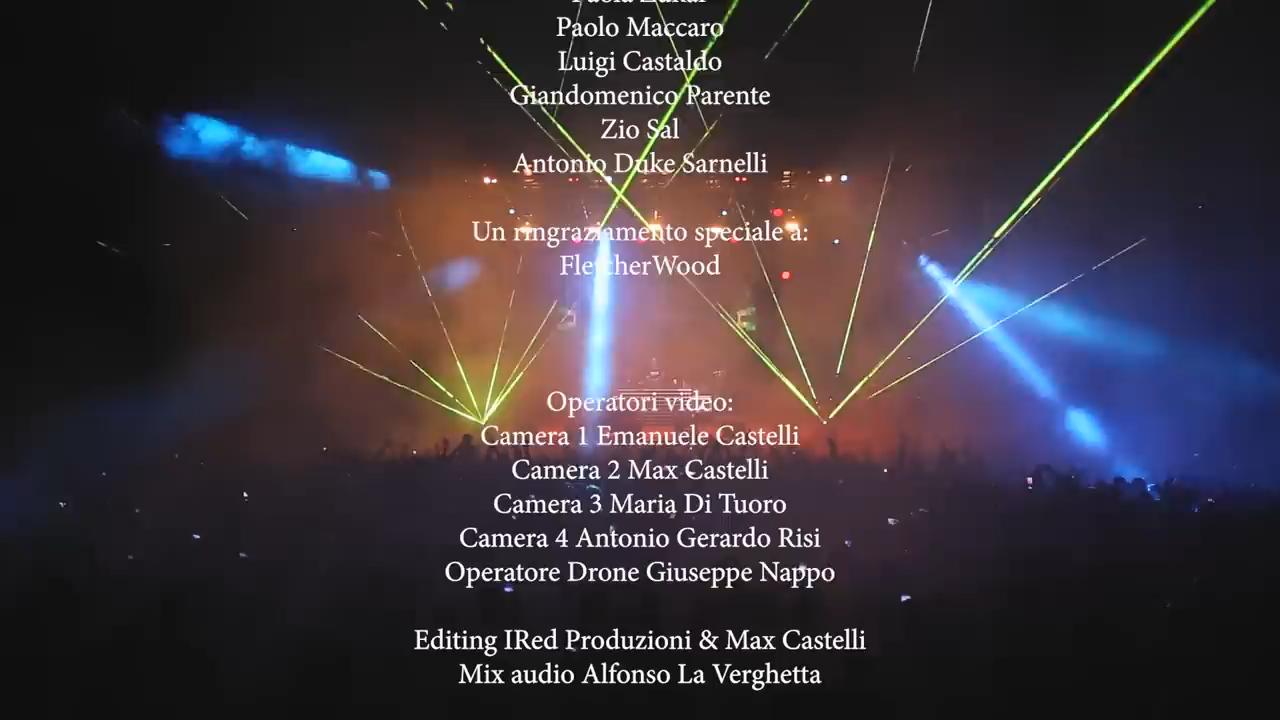 Paolo Maccaro
Luigi Castaldo
Giandomenico Parente
Zio Sal
Antonio Duke Sarnelli
Un ringraziamento speciale a:
FletcherWood
Operatori video:
Camera 1 Emanuele Castelli
Camera 2 Max Castelli
Camera 3 Maria Di Tuoro
Camera 4 Antonio Gerardo Risi
Operatore Drone Giuseppe Nappo
Editing IRed Produzioni & Max Castelli
Mix audio Alfonso La Verghetta